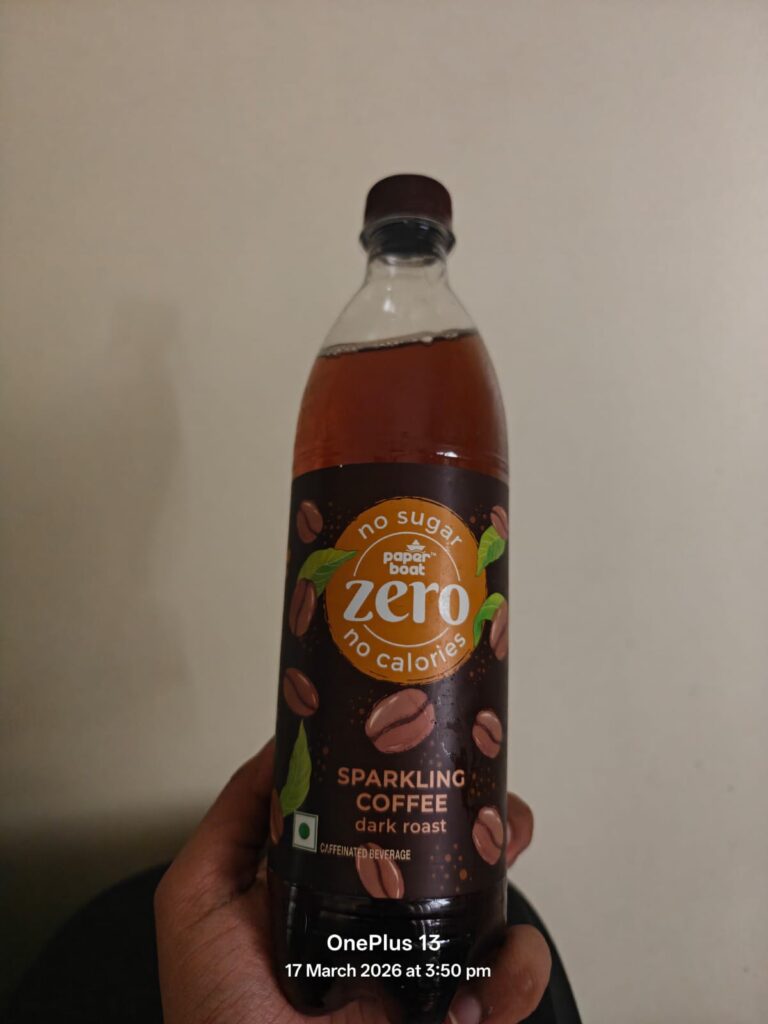 no sugar
paper™
boat
zero
no calories
SPARKLING
COFFEE
dark roast
CAFFEINATED BEVERAGE
OnePlus 13
17 March 2026 at 3:50 pm